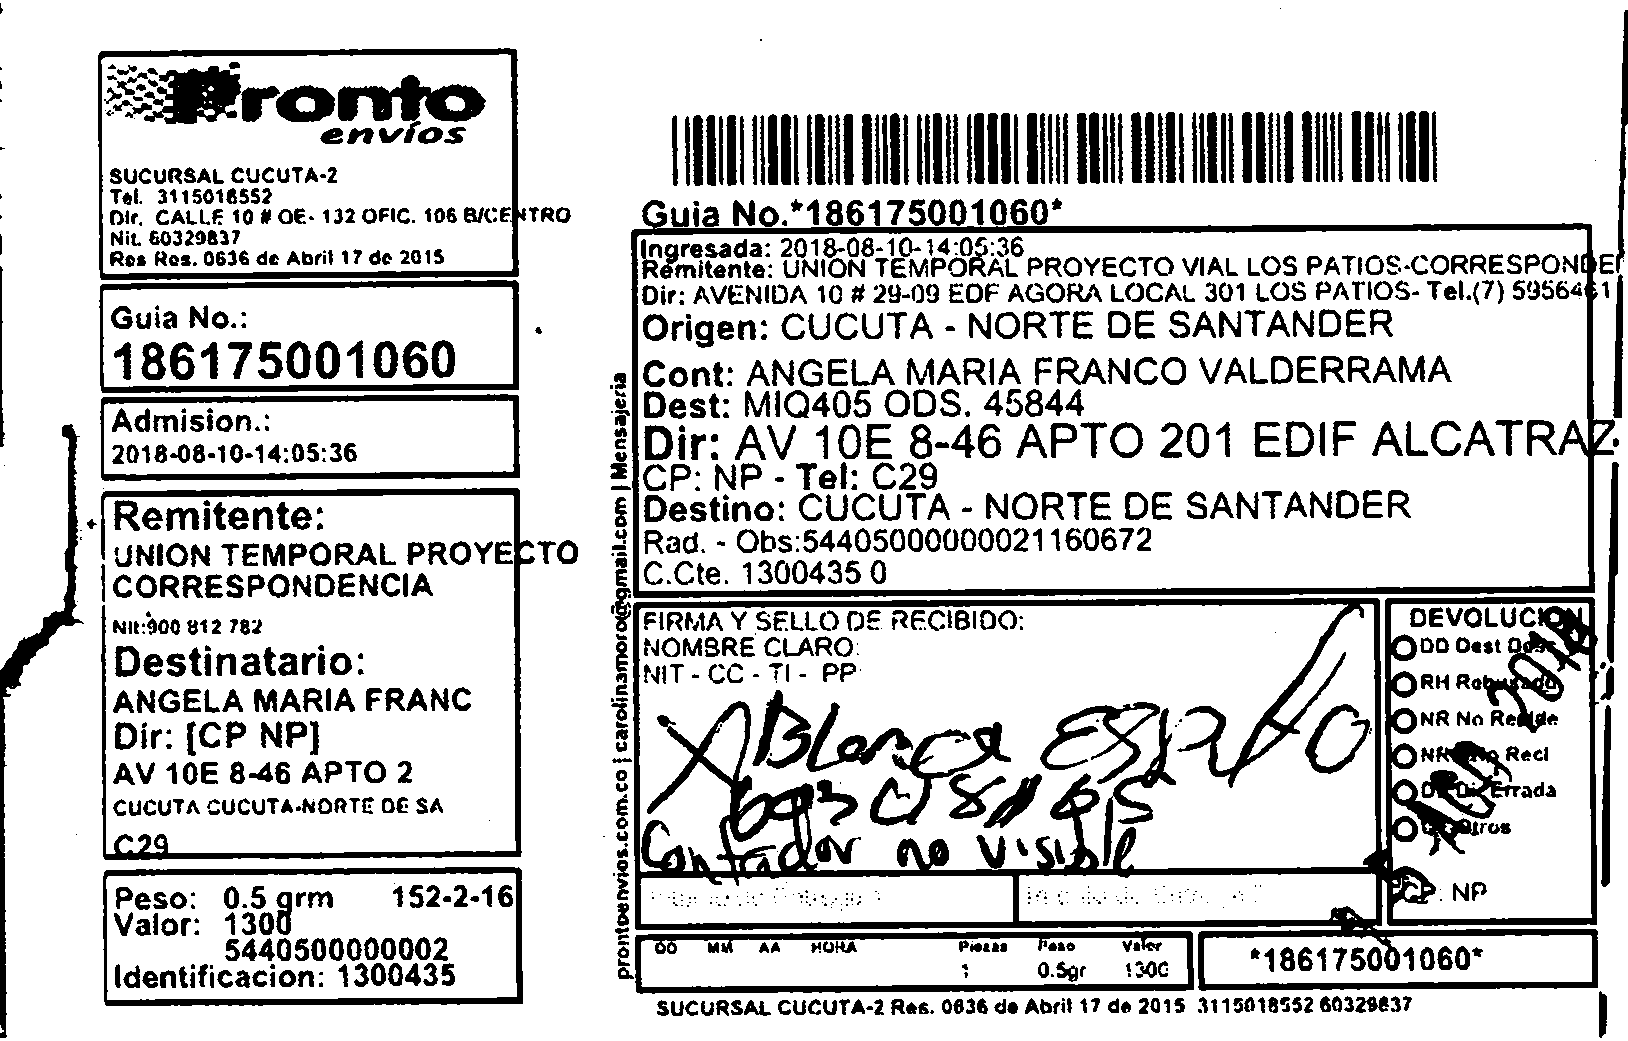 Pronto
envíos
SUCURSAL CUCUTA-2
Tel. 3115018552
Dir. CALLE 10 # OE- 132 OFIC. 106 B/CENTRO
Nit. 60329837
Res Res. 0636 de Abril 17 de 2015
Guia No.:
186175001060
Admision.:
2018-08-10-14:05:36
Remitente:
UNION TEMPORAL PROYECTO
CORRESPONDENCIA
Nit:900 812 782
Destinatario:
ANGELA MARIA FRANC
Dir: [CP NP]
AV 10E 8-46 APTO 2
CUCUTA CUCUTA-NORTE DE SA
C29
Peso: 0.5 grm 152-2-16
Valor: 1300
5440500000002
Identificacion: 1300435
prontoenvios.com.co | carolinamoro@gmail.com | Mensajeria
Guia No.*186175001060*
Ingresada: 2018-08-10-14:05:36
Remitente: UNION TEMPORAL PROYECTO VIAL LOS PATIOS-CORRESPONDE
Dir: AVENIDA 10 # 29-09 EDF AGORA LOCAL 301 LOS PATIOS- Tel.(7) 5956461
Origen: CUCUTA - NORTE DE SANTANDER
Cont: ANGELA MARIA FRANCO VALDERRAMA
Dest: MIQ405 ODS. 45844
Dir: AV 10E 8-46 APTO 201 EDIF ALCATRAZ
CP: NP - Tel: C29
Destino: CUCUTA - NORTE DE SANTANDER
Rad. - Obs:54405000000021160672
C.Cte. 1300435 0
FIRMA Y SELLO DE RECIBIDO:
NOMBRE CLARO:
NIT - CC - TI - PP
Blanca
Contador no visible
DEVOLUCION
DD Dest
RH Rehusado
NR No Reside
Reci
Errada
Otros
CP: NP
2018
DD MM AA HORA Piezas Peso Valor
1 0.5gr 1300
*186175001060*
SUCURSAL CUCUTA-2 Res. 0636 de Abril 17 de 2015 3115018552 60329837